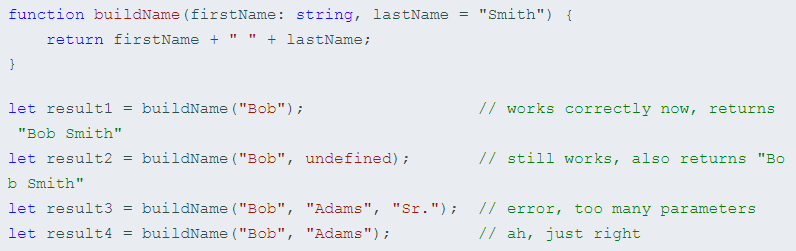 function buildName(firstName: string, lastName = "Smith") {
    return firstName + " " + lastName;
}
let result1 = buildName("Bob");                  // works correctly now, returns
 "Bob Smith"
let result2 = buildName("Bob", undefined);       // still works, also returns "Bo
b Smith"
let result3 = buildName("Bob", "Adams", "Sr.");  // error, too many parameters
let result4 = buildName("Bob", "Adams");         // ah, just right